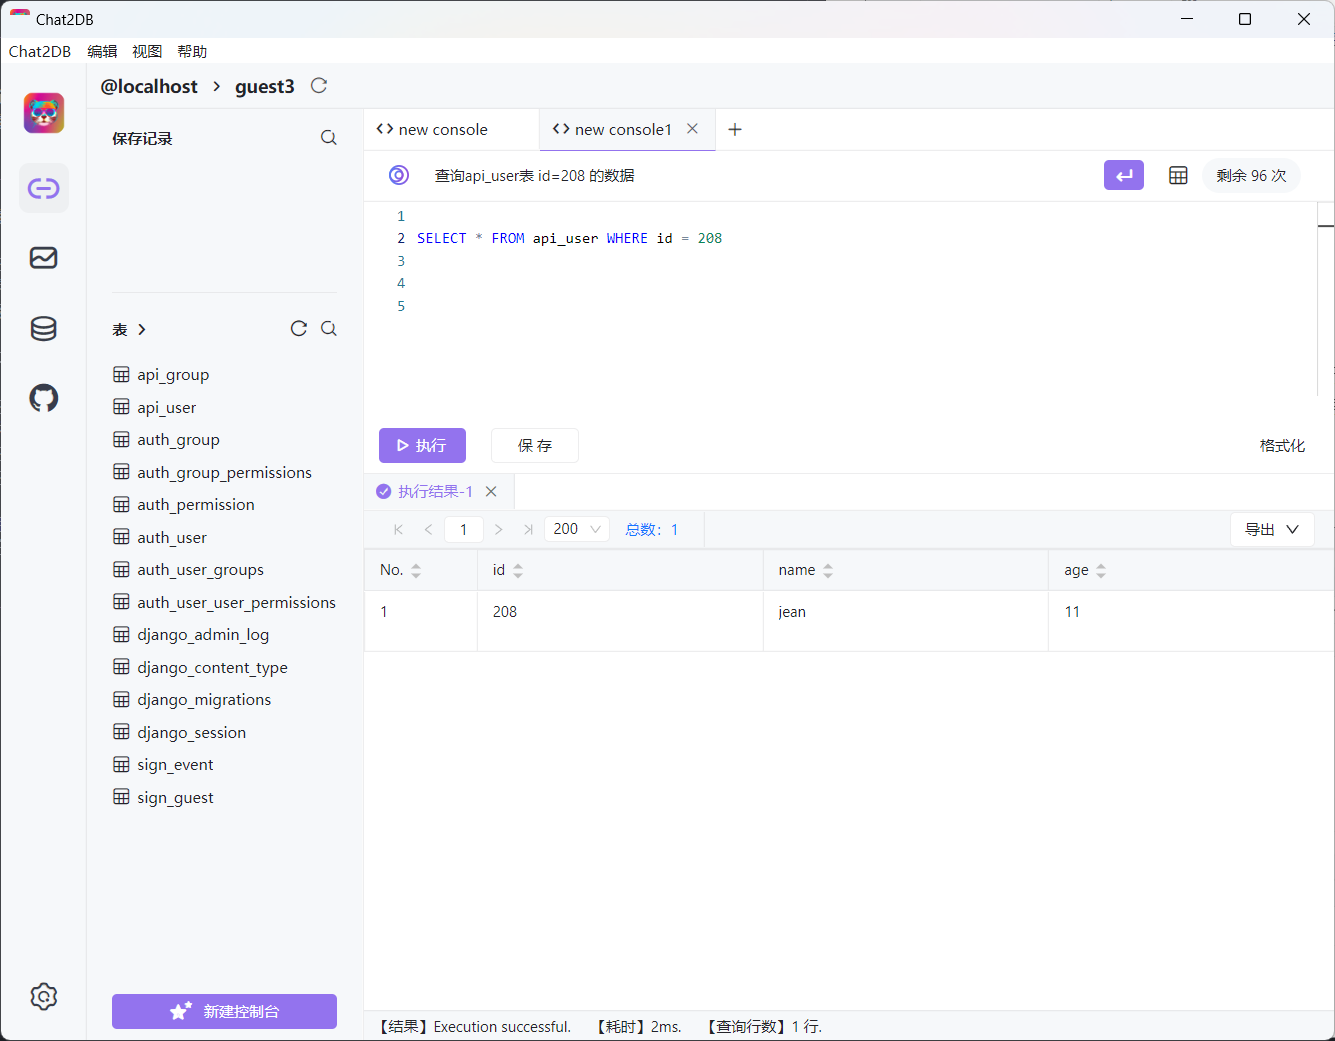 Chat2DB
Chat2DB 编辑 视图 帮助
@localhost > guest3
保存记录
表
api_group
api_user
auth_group
auth_group_permissions
auth_permission
auth_user
auth_user_groups
auth_user_user_permissions
django_admin_log
django_content_type
django_migrations
django_session
sign_event
sign_guest
新建控制台
new console
new console1
查询api_user表 id=208 的数据
剩余 96 次
1
2 SELECT * FROM api_user WHERE id = 208
3
4
5
执行 保 存 格式化
执行结果-1
1 200 总数：1 导出
No. id name age
1 208 jean 11
【结果】Execution successful. 【耗时】2ms. 【查询行数】1 行.